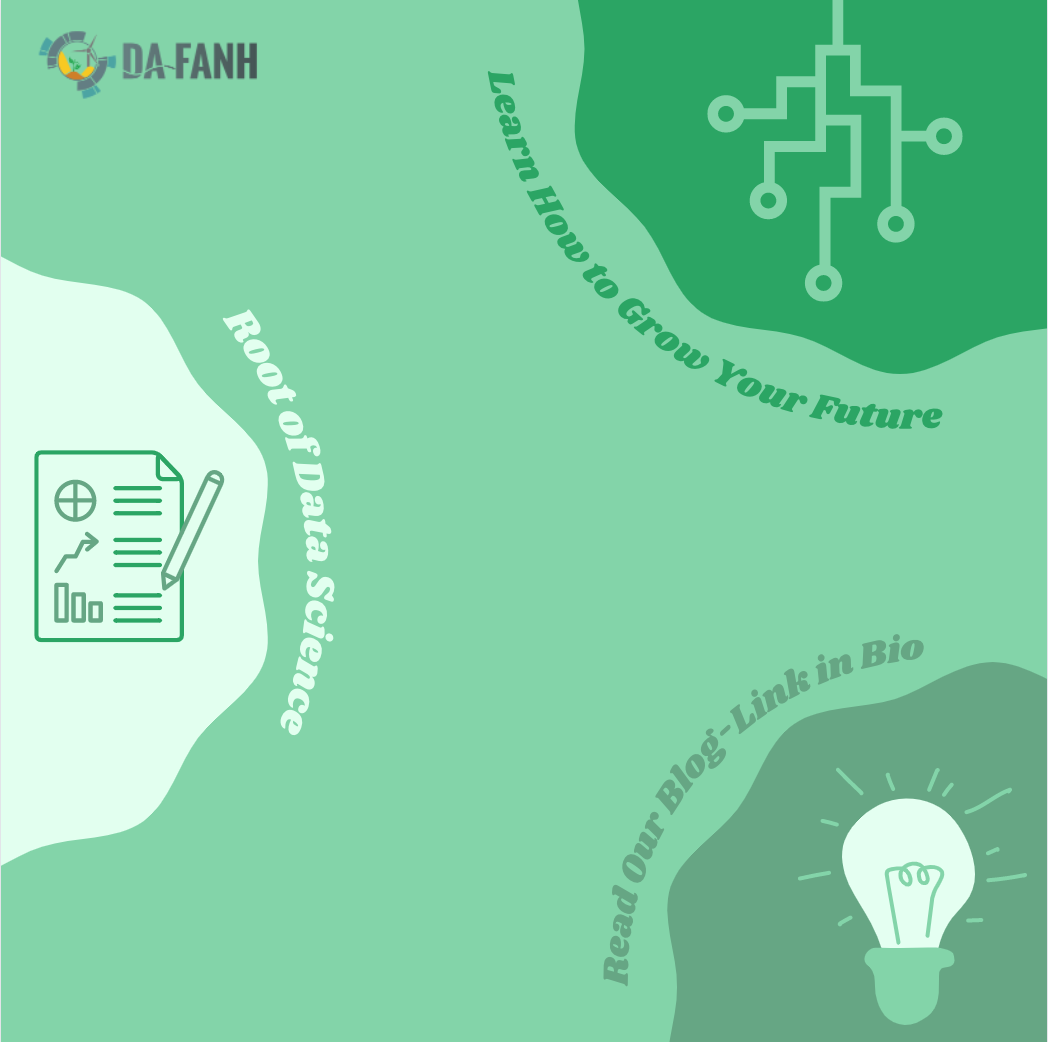 DA-FANH
Learn How to Grow Your Future
Root of Data Science
Read Our Blog-Link in Bio